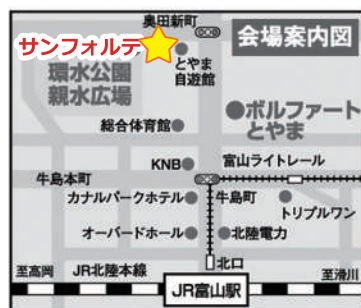 奥田新町
会場案内図
サンフォルテ
とやま
自遊館
環水公園
親水広場
ボルファート
とやま
総合体育館
KNB
富山ライトレール
牛島本町
カナルパークホテル
牛島町
トリプルワン
オーバードホール
北陸電力
北口
至高岡
JR北陸本線
至滑川
JR富山駅